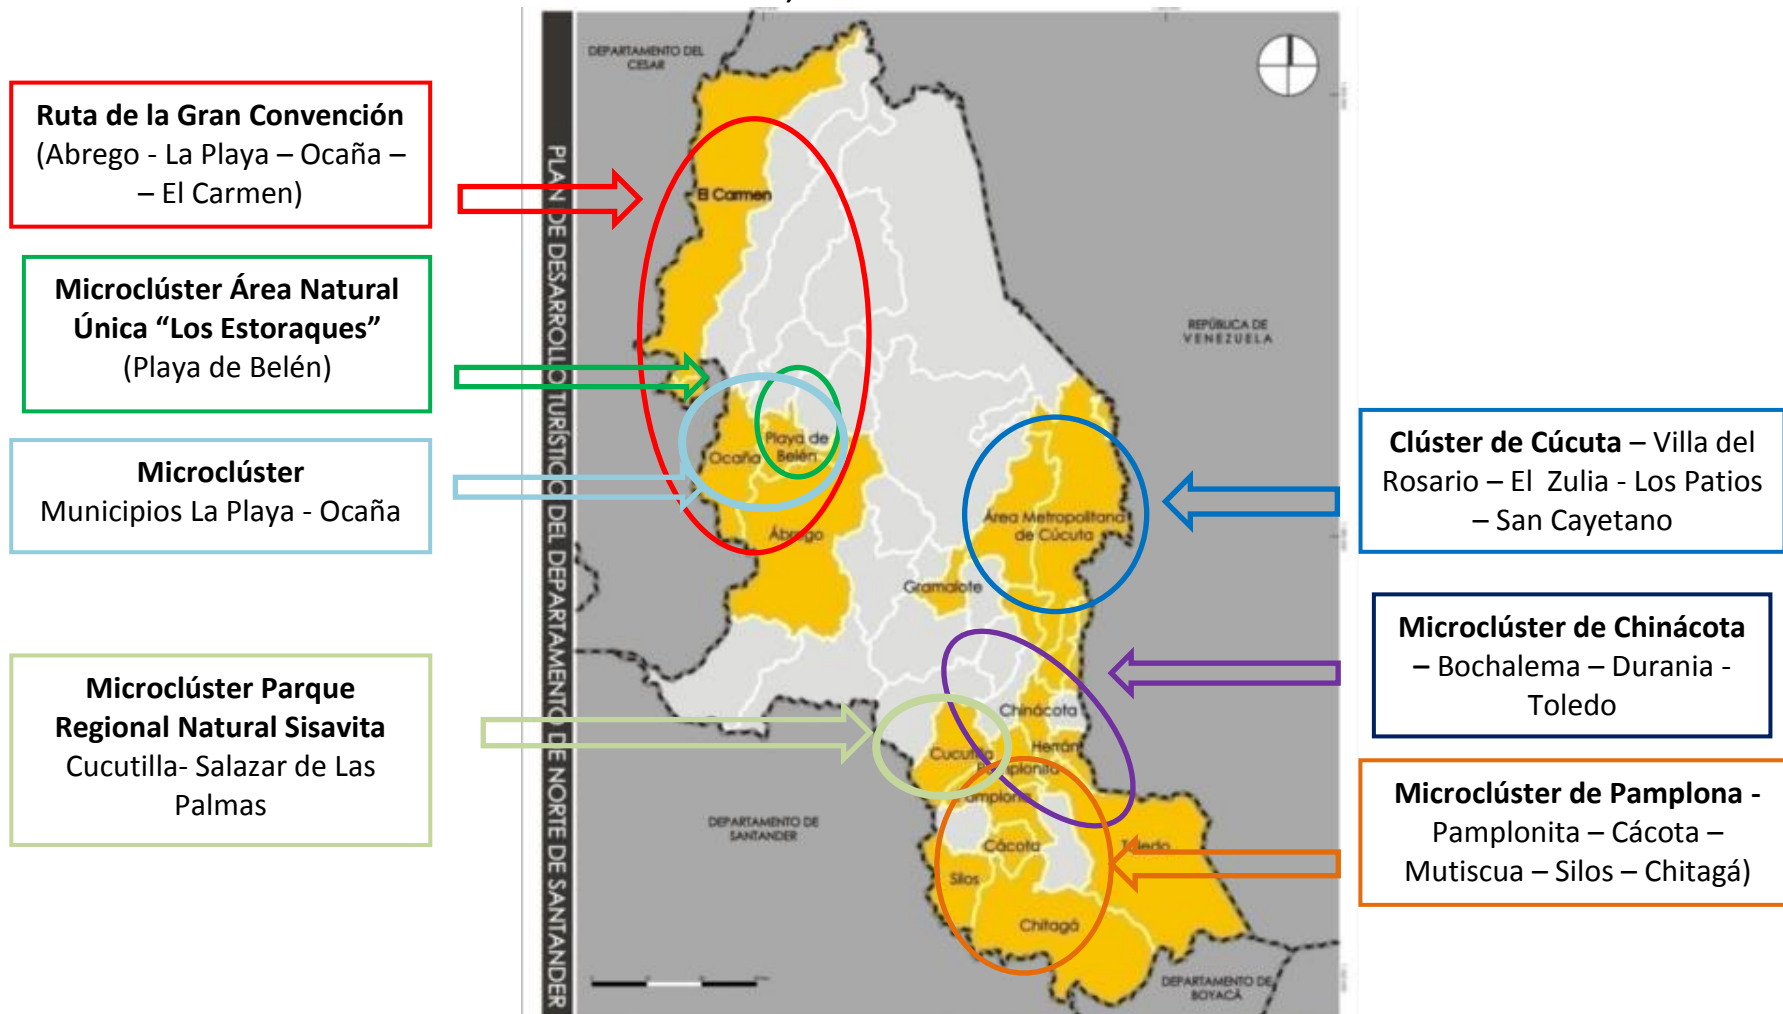 Ruta de la Gran Convención
(Abrego - La Playa – Ocaña –
– El Carmen)
Microclúster Área Natural
Única “Los Estoraques”
(Playa de Belén)
Microclúster
Municipios La Playa - Ocaña
Microclúster Parque
Regional Natural Sisavita
Cucutilla- Salazar de Las
Palmas
PLAN DE DESARROLLO TURÍSTICO DEL DEPARTAMENTO DE NORTE DE SANTANDER
DEPARTAMENTO DEL
CESAR
El Carmen
REPÚBLICA DE
VENEZUELA
Playa de
Belén
Ocaña
Ábrego
Área Metropolitana
de Cúcuta
Gramalote
Chinácota
Herrán
Cucutilla
Pamplonita
Pamplona
Cácota
Toledo
Silos
Chitagá
DEPARTAMENTO DE
SANTANDER
DEPARTAMENTO DE
BOYACÁ
Clúster de Cúcuta – Villa del
Rosario – El Zulia - Los Patios
– San Cayetano
Microclúster de Chinácota
– Bochalema – Durania -
Toledo
Microclúster de Pamplona -
Pamplonita – Cácota –
Mutiscua – Silos – Chitagá)